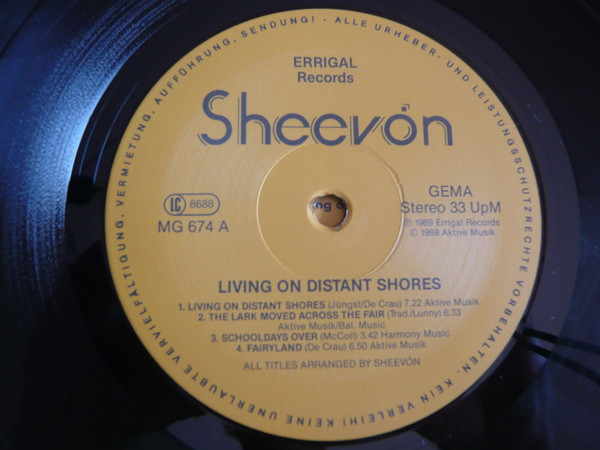 KEINE UNERLAUBTE VERVIELFÄLTIGUNG, VERMIETUNG, AUFFÜHRUNG, SENDUNG! · ALLE URHEBER- UND LEISTUNGSSCHUTZRECHTE VORBEHALTEN. KEIN VERLEIH!
ERRIGAL
Records
Sheevón
LC 8688
MG 674 A
GEMA
Stereo 33 UpM
℗ 1989 Errigal Records
© 1989 Aktive Musik
LIVING ON DISTANT SHORES
1. LIVING ON DISTANT SHORES (Jüngst/De Crau) 7.22 Aktive Musik
2. THE LARK MOVED ACROSS THE FAIR (Trad./Lunny) 6:33
Aktive Musik/Bal. Music
3. SCHOOLDAYS OVER (McColl) 3.42 Harmony Music
4. FAIRYLAND (De Crau) 6.50 Aktive Musik
ALL TITLES ARRANGED BY SHEEVÓN